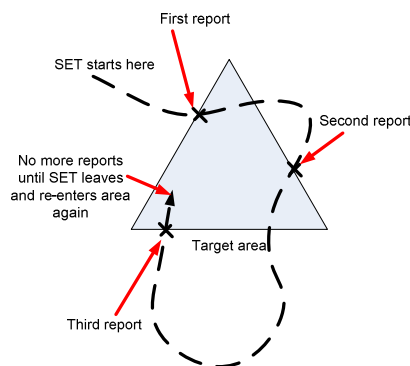 First report
SET starts here
Second report
No more reports
until SET leaves
and re-enters area
again
Target area
Third report